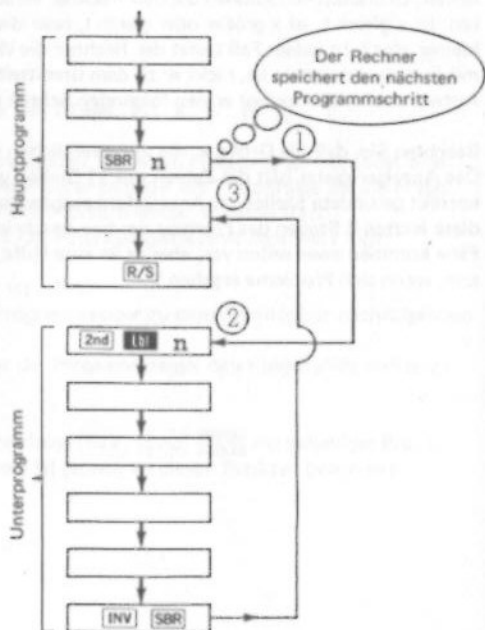 Hauptprogramm
Der Rechner
speichert den nächsten
Programmschritt
SBR n
1
3
R/S
2
Unterprogramm
2nd Lbl n
INV SBR